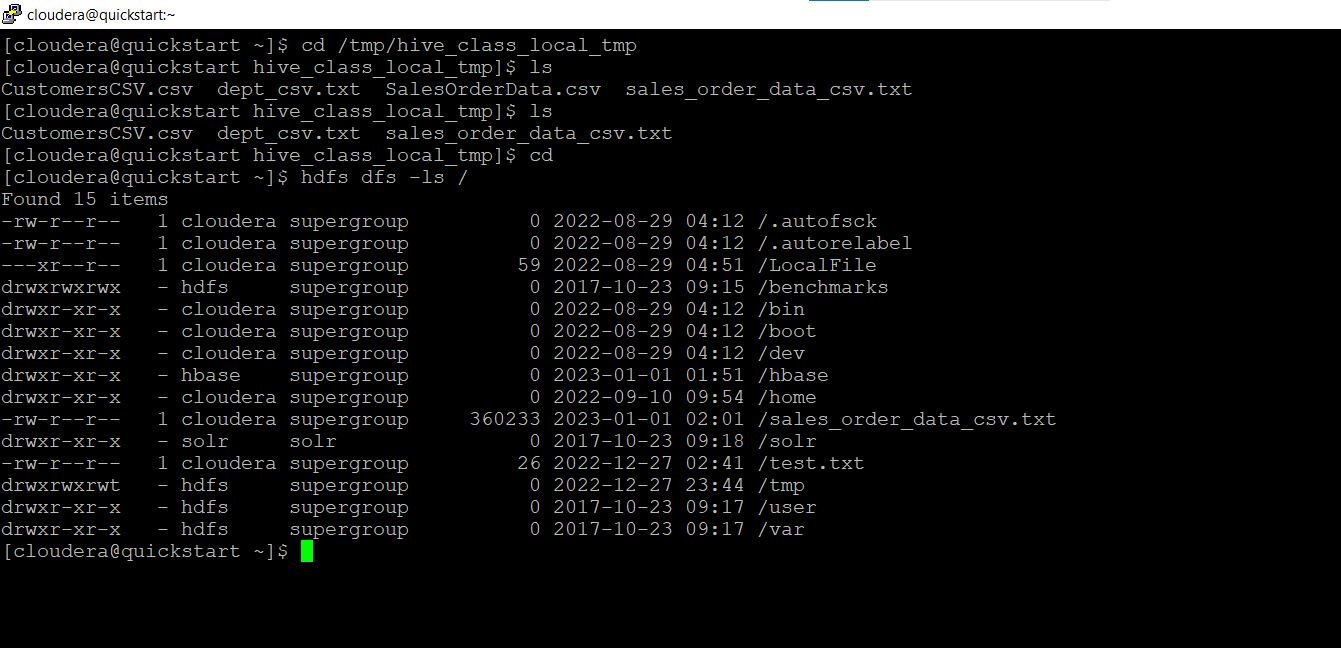 cloudera@quickstart:~
[cloudera@quickstart ~]$ cd /tmp/hive_class_local_tmp
[cloudera@quickstart hive_class_local_tmp]$ ls
CustomersCSV.csv  dept_csv.txt  SalesOrderData.csv  sales_order_data_csv.txt
[cloudera@quickstart hive_class_local_tmp]$ ls
CustomersCSV.csv  dept_csv.txt  sales_order_data_csv.txt
[cloudera@quickstart hive_class_local_tmp]$ cd
[cloudera@quickstart ~]$ hdfs dfs -ls /
Found 15 items
-rw-r--r--   1 cloudera supergroup          0 2022-08-29 04:12 /.autofsck
-rw-r--r--   1 cloudera supergroup          0 2022-08-29 04:12 /.autorelabel
---xr--r--   1 cloudera supergroup         59 2022-08-29 04:51 /LocalFile
drwxrwxrwx   - hdfs     supergroup          0 2017-10-23 09:15 /benchmarks
drwxr-xr-x   - cloudera supergroup          0 2022-08-29 04:12 /bin
drwxr-xr-x   - cloudera supergroup          0 2022-08-29 04:12 /boot
drwxr-xr-x   - cloudera supergroup          0 2022-08-29 04:12 /dev
drwxr-xr-x   - hbase    supergroup          0 2023-01-01 01:51 /hbase
drwxr-xr-x   - cloudera supergroup          0 2022-09-10 09:54 /home
-rw-r--r--   1 cloudera supergroup     360233 2023-01-01 02:01 /sales_order_data_csv.txt
drwxr-xr-x   - solr     solr                0 2017-10-23 09:18 /solr
-rw-r--r--   1 cloudera supergroup         26 2022-12-27 02:41 /test.txt
drwxrwxrwt   - hdfs     supergroup          0 2022-12-27 23:44 /tmp
drwxr-xr-x   - hdfs     supergroup          0 2017-10-23 09:17 /user
drwxr-xr-x   - hdfs     supergroup          0 2017-10-23 09:17 /var
[cloudera@quickstart ~]$